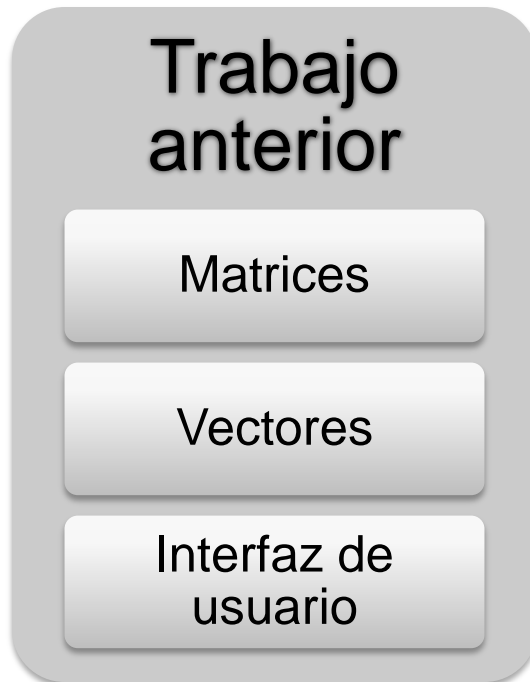 Trabajo
anterior
Matrices
Vectores
Interfaz de
usuario